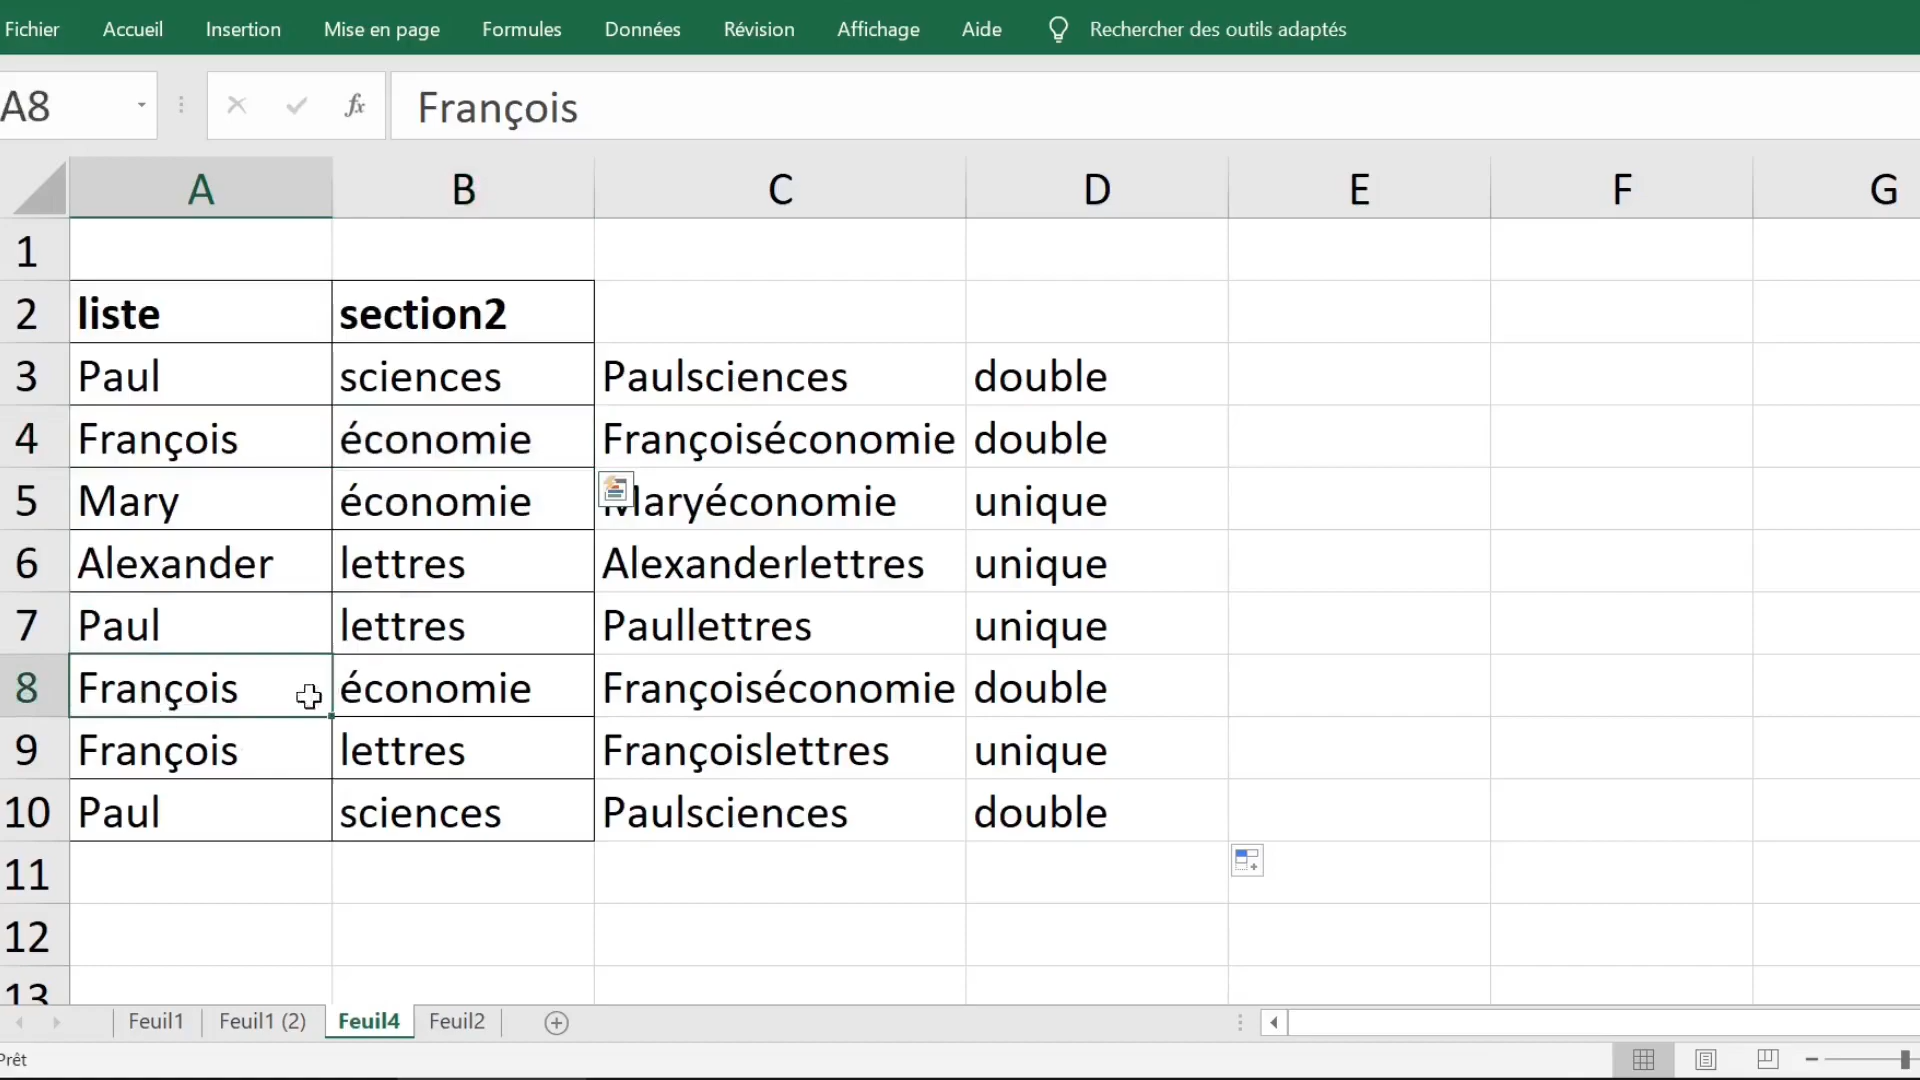 Fichier Accueil Insertion Mise en page Formules Données Révision Affichage Aide Rechercher des outils adaptés
A8 fx François
A B C D E F G
1
2 liste section2
3 Paul sciences Paulsciences double
4 François économie Françoiséconomie double
5 Mary économie Maryéconomie unique
6 Alexander lettres Alexanderlettres unique
7 Paul lettres Paullettres unique
8 François économie Françoiséconomie double
9 François lettres Françoislettres unique
10 Paul sciences Paulsciences double
11
12
13
Feuil1 Feuil1 (2) Feuil4 Feuil2
Prêt